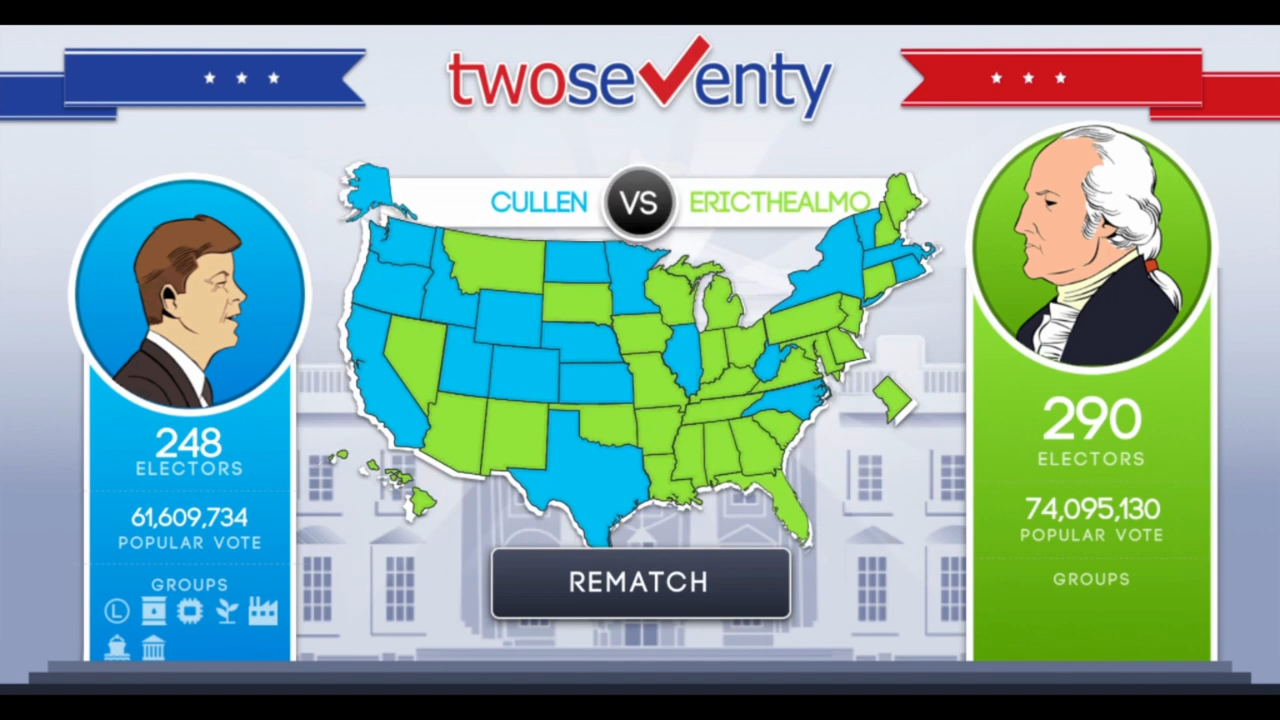 twoseventy
CULLEN VS ERICTHEALMO
248
ELECTORS
61,609,734
POPULAR VOTE
GROUPS
L
290
ELECTORS
74,095,130
POPULAR VOTE
GROUPS
REMATCH